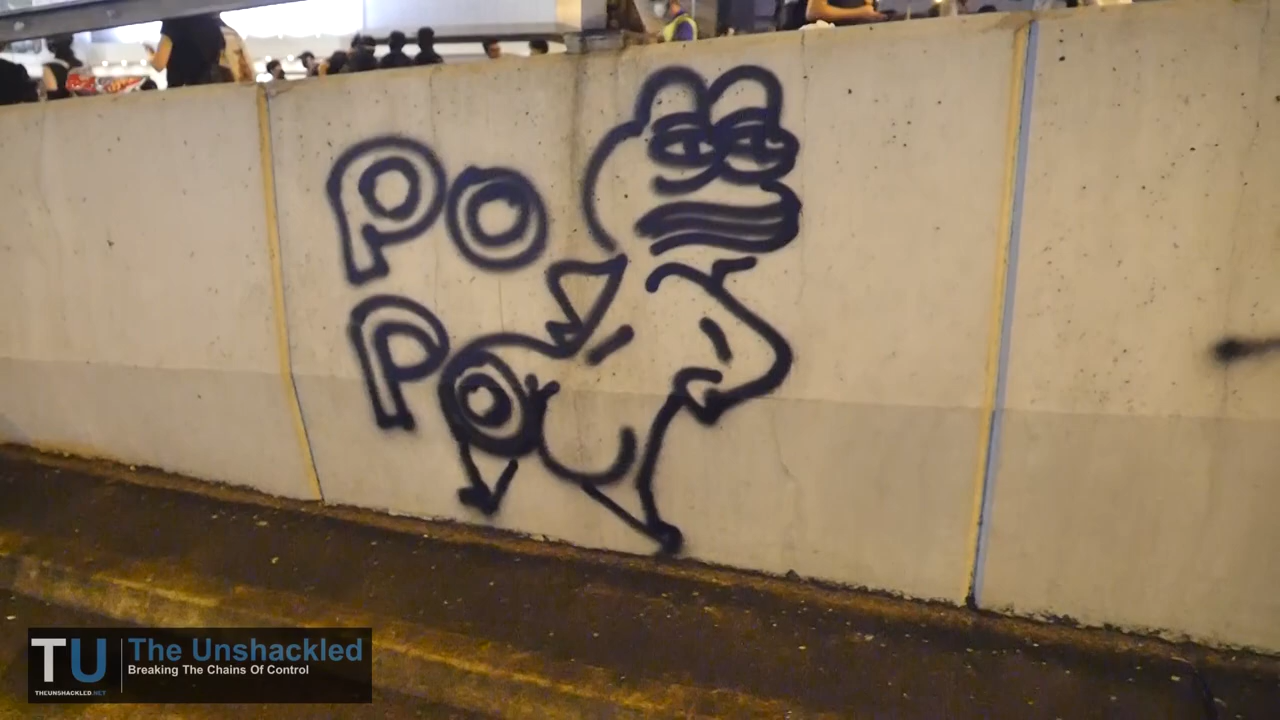 PO
PO
TU
The Unshackled
Breaking The Chains Of Control
THEUNSHACKLED.NET